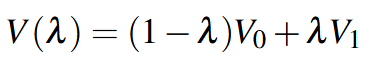 V(λ) = (1 − λ)V₀ + λV₁